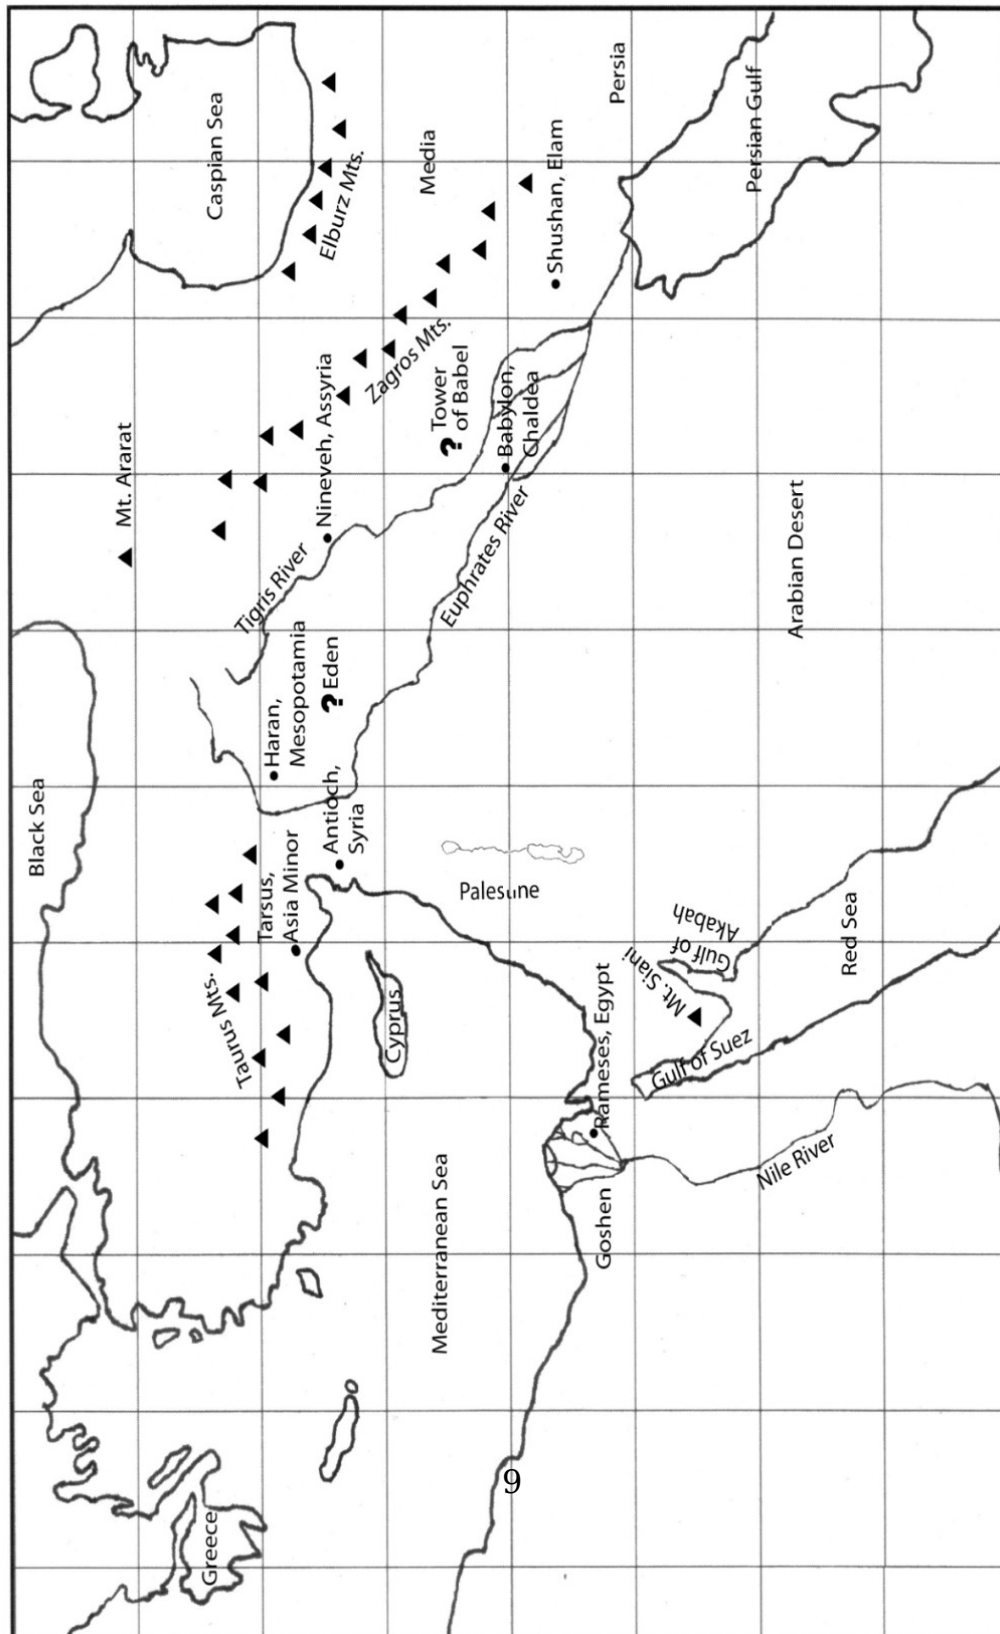 Black Sea
Mt. Ararat
Caspian Sea
Elburz Mts.
Media
Persia
Persian Gulf
Shushan, Elam
Zagros Mts.
Tower
of Babel
?
Babylon,
Chaldea
Nineveh, Assyria
Tigris River
Euphrates River
Haran,
Mesopotamia
? Eden
Antioch,
Syria
Tarsus,
Asia Minor
Taurus Mts.
Cyprus
Palestine
Arabian Desert
Gulf of
Akabah
Mt. Siani
Red Sea
Gulf of Suez
Rameses, Egypt
Goshen
Nile River
Mediterranean Sea
Greece
9